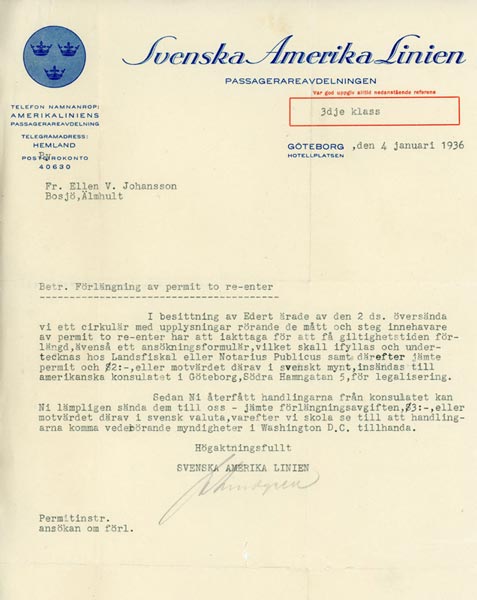 Svenska Amerika Linien
PASSAGERAREAVDELNINGEN
Var god uppgiv alltid nedanstående referens
3dje klass
TELEFON NAMNANROP:
AMERIKALINIENS
PASSAGERAREAVDELNING
TELEGRAMADRESS:
HEMLAND
By
POSTGIROKONTO
40630
GÖTEBORG ,den 4 januari 1936
HOTELLPLATSEN
Fr. Ellen V. Johansson
Bosjö, Älmhult
Betr. Förlängning av permit to re-enter
I besittning av Edert ärade av den 2 ds. översända
vi ett cirkulär med upplysningar rörande de mått och steg innehavare
av permit to re-enter har att iakttaga för att få giltighetstiden för-
längd,ävenså ett ansökningsformulär,vilket skall ifyllas och under-
tecknas hos Landsfiskal eller Notarius Publicus samt därefter jämte
permit och $2:-,eller motvärdet därav i svenskt mynt,insändas till
amerikanska konsulatet i Göteborg,Södra Hamngatan 5,för legalisering.
Sedan Ni återfått handlingarna från konsulatet kan
Ni lämpligen sända dem till oss - jämte förlängningsavgiften,$3:-,eller
motvärdet därav i svensk valuta,varefter vi skola se till att handling-
arna komma vedebörande myndigheter i Washington D.C. tillhanda.
Högaktningsfullt
SVENSKA AMERIKA LINIEN
Permitinstr.
ansökan om förl.